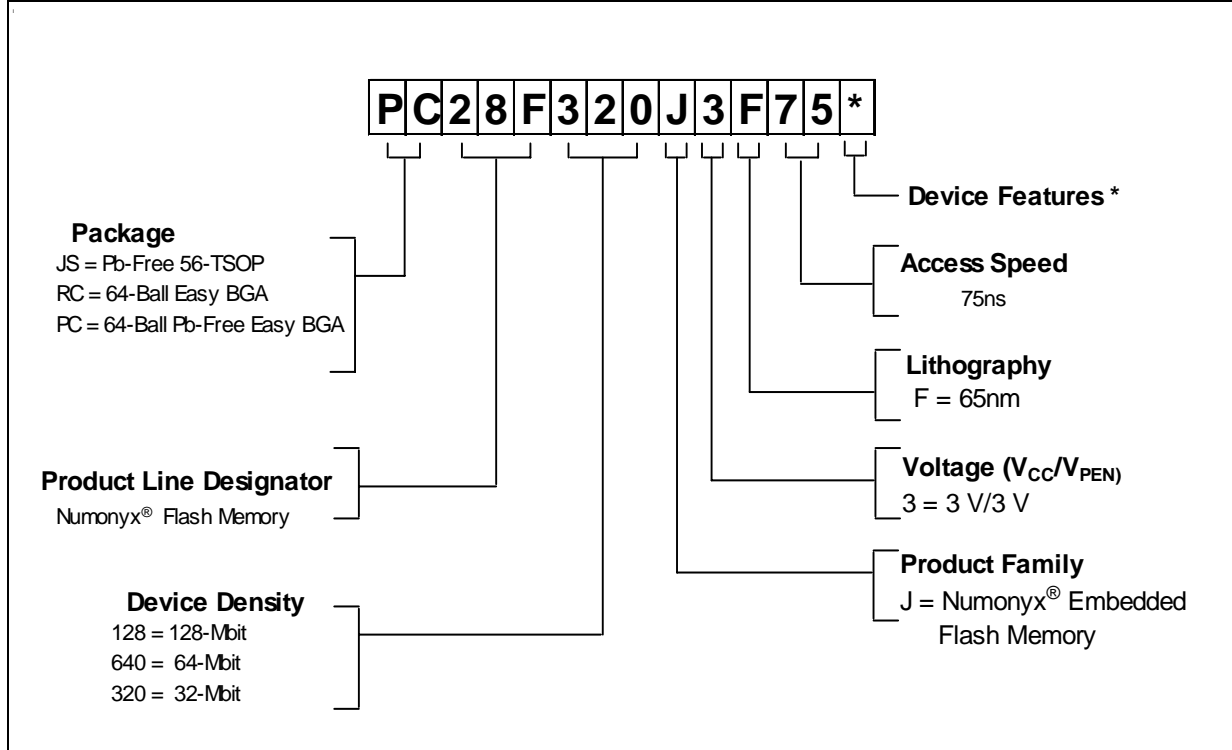 PC28F320J3F75*
Package
JS = Pb-Free 56-TSOP
RC = 64-Ball Easy BGA
PC = 64-Ball Pb-Free Easy BGA
Product Line Designator
Numonyx® Flash Memory
Device Density
128 = 128-Mbit
640 = 64-Mbit
320 = 32-Mbit
Device Features *
Access Speed
75ns
Lithography
F = 65nm
Voltage (VCC/VPEN)
3 = 3 V/3 V
Product Family
J = Numonyx® Embedded
Flash Memory